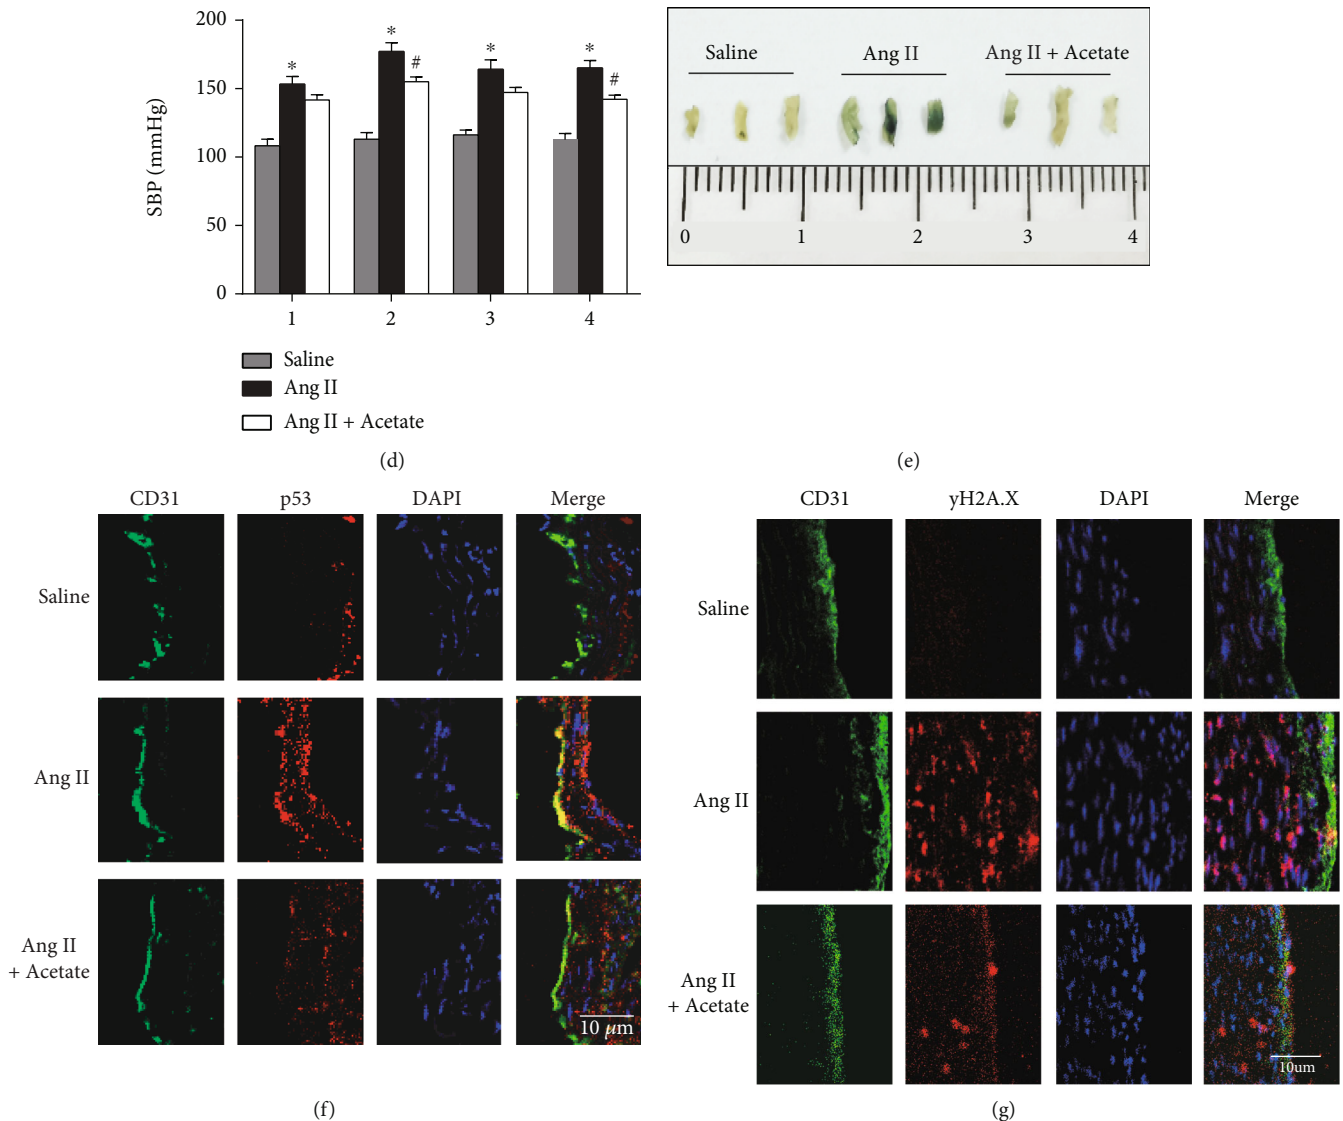 200
150
100
50
0
SBP (mmHg)
*
*
#
*
*
#
1 2 3 4
Saline
Ang II
Ang II + Acetate
(d)
Saline Ang II Ang II + Acetate
0 1 2 3 4
(e)
CD31 p53 DAPI Merge
Saline
Ang II
Ang II
+ Acetate
10 µm
(f)
CD31 yH2A.X DAPI Merge
Saline
Ang II
Ang II
+ Acetate
10um
(g)